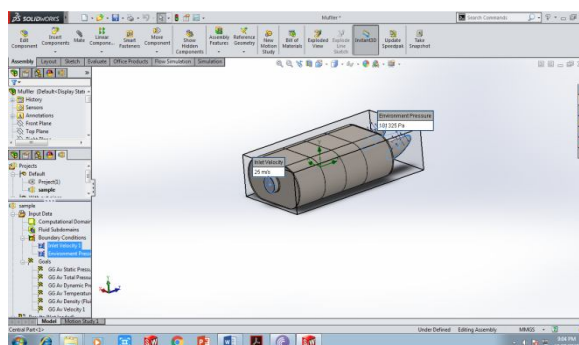 SOLIDWORKS
Muffler *
Search Commands
Edit Component
Insert Components
Mate
Linear Compone...
Smart Fasteners
Move Component
Show Hidden Components
Assembly Features
Reference Geometry
New Motion Study
Bill of Materials
Exploded View
Explode Line Sketch
Instant3D
Update Speedpak
Take Snapshot
Assembly Layout Sketch Evaluate Office Products Flow Simulation Simulation
Muffler (Default<Display State
History
Sensors
Annotations
Front Plane
Top Plane
Projects
Default
Project(1)
sample
sample
Input Data
Computational Domain
Fluid Subdomains
Boundary Conditions
Inlet Velocity 1
Environment Press
Goals
GG Av Static Pressu
GG Av Total Pressu
GG Av Dynamic Pre
GG Av Temperature
GG Av Density (Flui
GG Av Velocity 1
Environment Pressure
101325 Pa
Inlet Velocity
25 m/s
Model Motion Study 1
Central Part<1>
Under Defined Editing Assembly MMGS